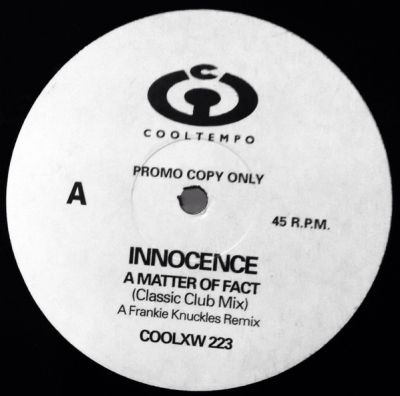 C
COOLTEMPO
PROMO COPY ONLY
A
45 R.P.M.
INNOCENCE
A MATTER OF FACT
(Classic Club Mix)
A Frankie Knuckles Remix
COOLXW 223